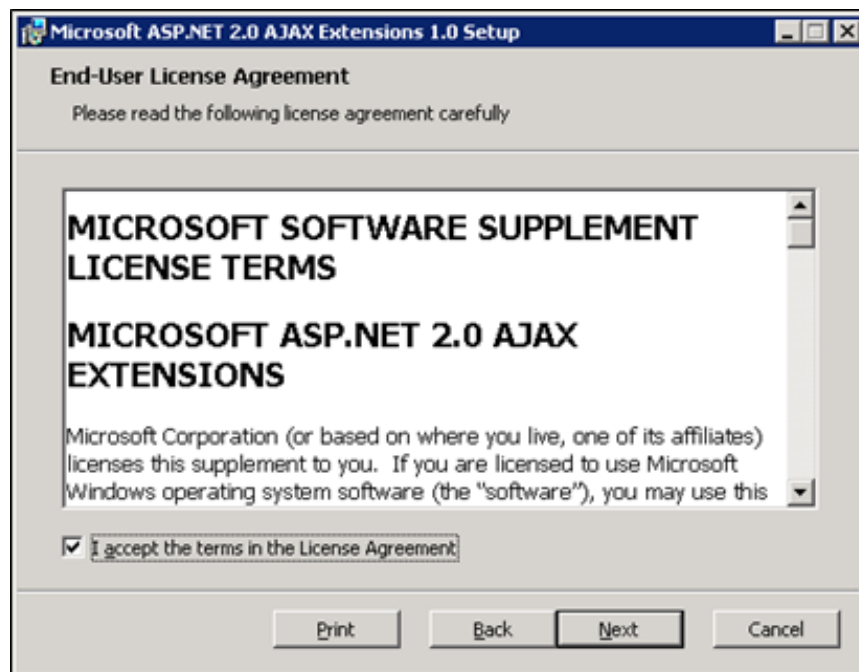 Microsoft ASP.NET 2.0 AJAX Extensions 1.0 Setup
End-User License Agreement
Please read the following license agreement carefully
MICROSOFT SOFTWARE SUPPLEMENT
LICENSE TERMS
MICROSOFT ASP.NET 2.0 AJAX
EXTENSIONS
Microsoft Corporation (or based on where you live, one of its affiliates)
licenses this supplement to you.  If you are licensed to use Microsoft
Windows operating system software (the "software"), you may use this
I accept the terms in the License Agreement
Print Back Next Cancel